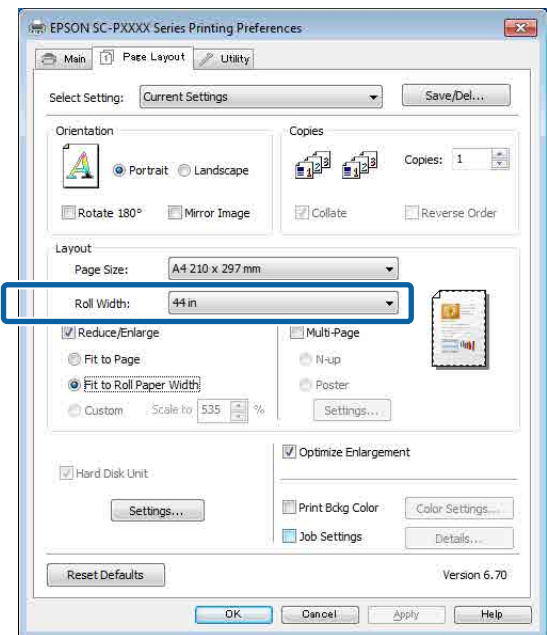 EPSON SC-PXXXX Series Printing Preferences
Main Page Layout Utility
Select Setting: Current Settings Save/Del...
Orientation Copies
Portrait Landscape Copies: 1
Rotate 180° Mirror Image Collate Reverse Order
Layout
Page Size: A4 210 x 297 mm
Roll Width: 44 in
Reduce/Enlarge Multi-Page
Fit to Page N-up
Fit to Roll Paper Width Poster
Custom Scale to 535 % Settings...
Optimize Enlargement
Hard Disk Unit
Settings... Print Bckg Color Color Settings...
Job Settings Details...
Reset Defaults Version 6.70
OK Cancel Apply Help